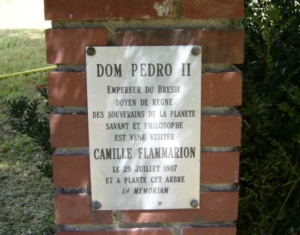 DOM PEDRO II
EMPEREUR DU BRESIL
DOYEN DE REGNE
DES SOUVERAINS DE LA PLANETE
SAVANT ET PHILOSOPHE
EST VENU VISITER
CAMILLE FLAMMARION
LE 29 JUILLET 1887
ET A PLANTE CET ARBRE
IN MEMORIAM